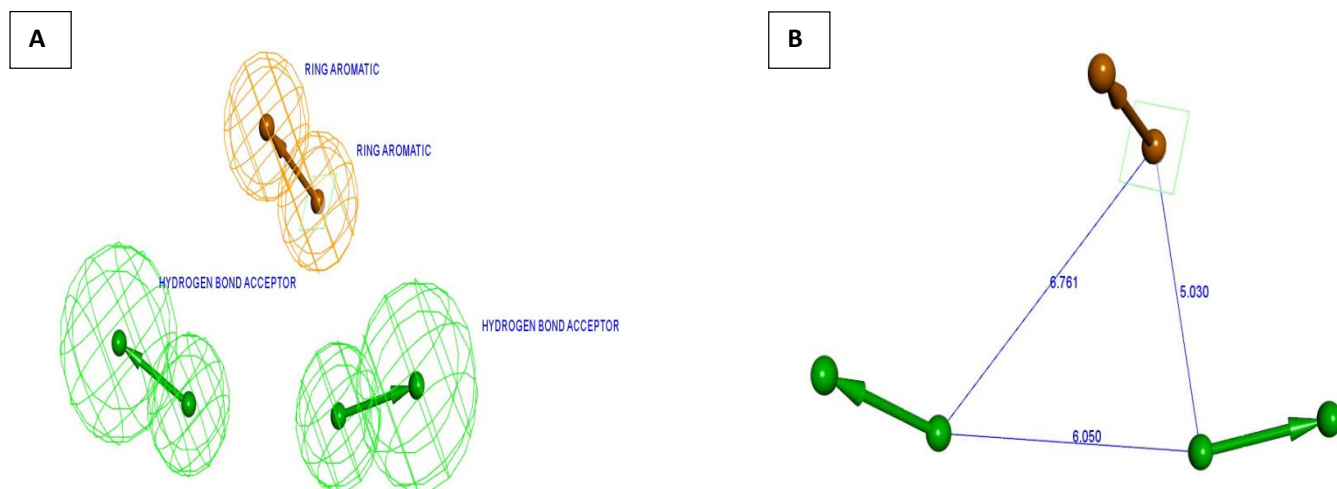 A
RING AROMATIC
RING AROMATIC
HYDROGEN BOND ACCEPTOR
HYDROGEN BOND ACCEPTOR
B
6.761
5.030
6.050